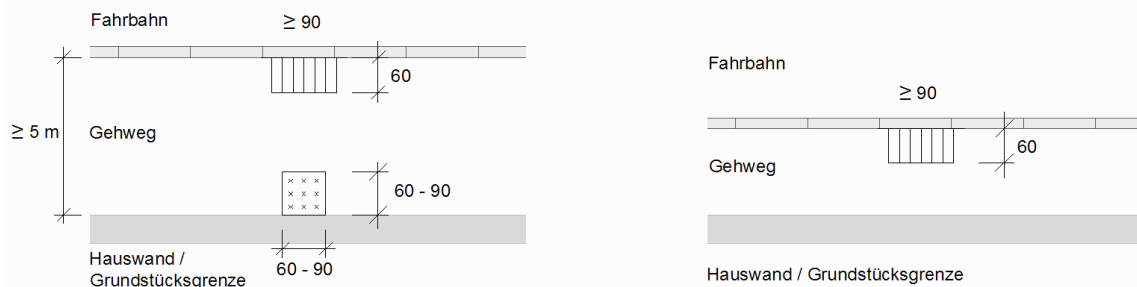 Fahrbahn
≥ 90
60
≥ 5 m
Gehweg
60 - 90
Hauswand /
Grundstücksgrenze
60 - 90
Fahrbahn
≥ 90
60
Gehweg
Hauswand / Grundstücksgrenze